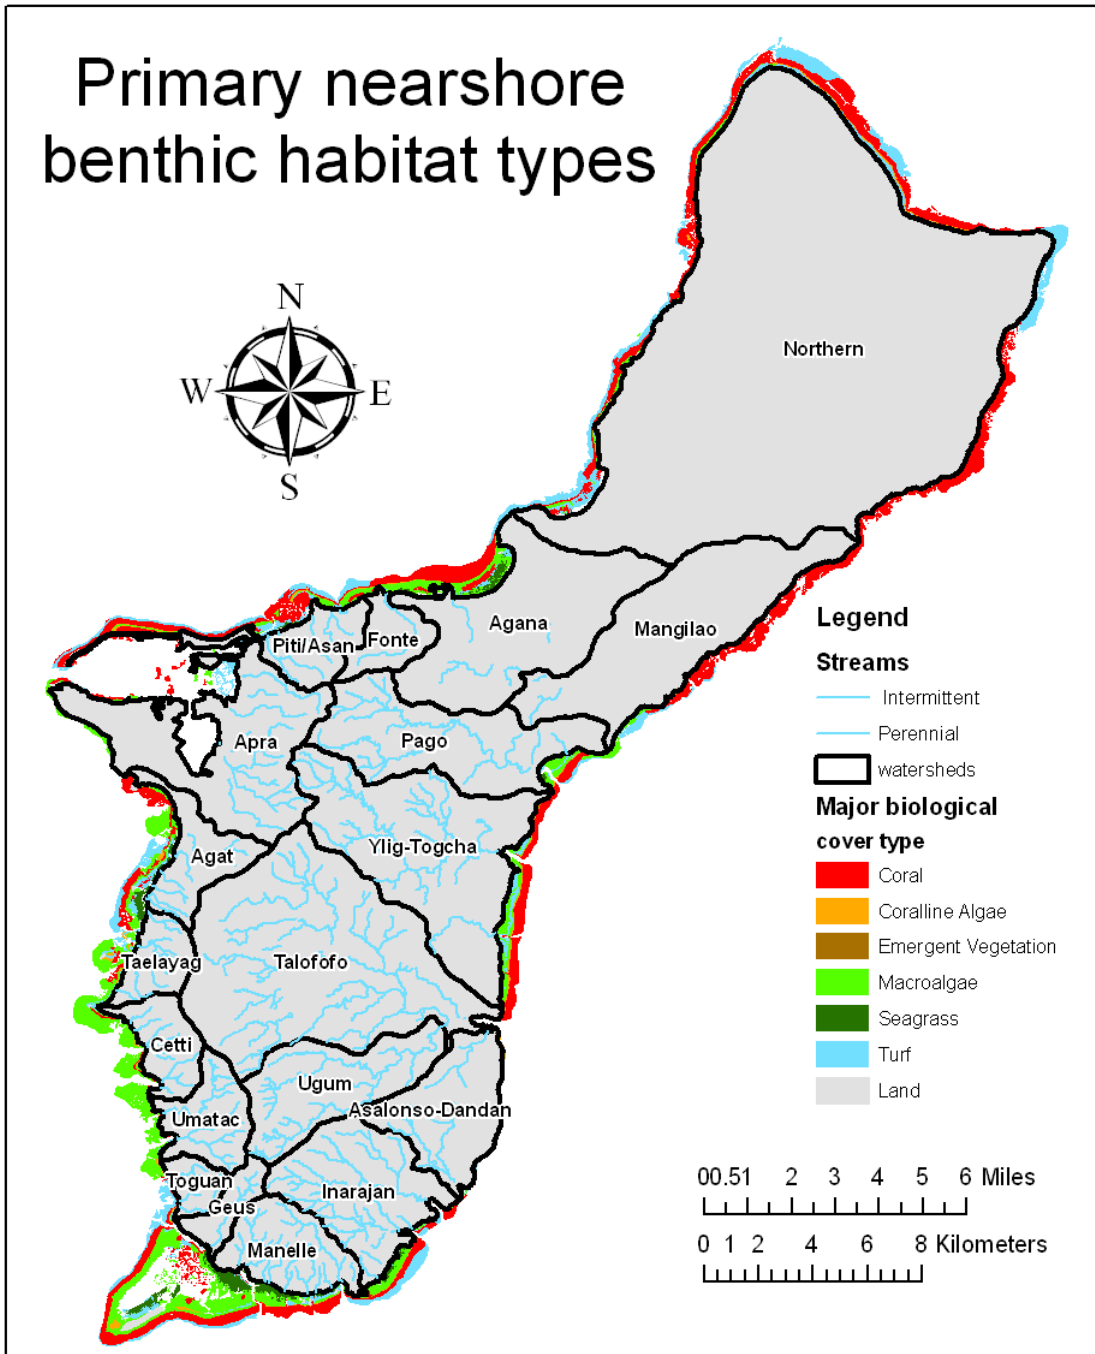 Primary nearshore
benthic habitat types
N
W
E
S
Northern
Agana
Mangilao
Piti/Asan
Fonte
Apra
Pago
Ylig-Togcha
Agat
Taelayag
Talofofo
Cetti
Ugum
Asalonso-Dandan
Umatac
Toguan
Geus
Inarajan
Manelle
Legend
Streams
Intermittent
Perennial
watersheds
Major biological
cover type
Coral
Coralline Algae
Emergent Vegetation
Macroalgae
Seagrass
Turf
Land
00.51 2 3 4 5 6 Miles
0 1 2 4 6 8 Kilometers